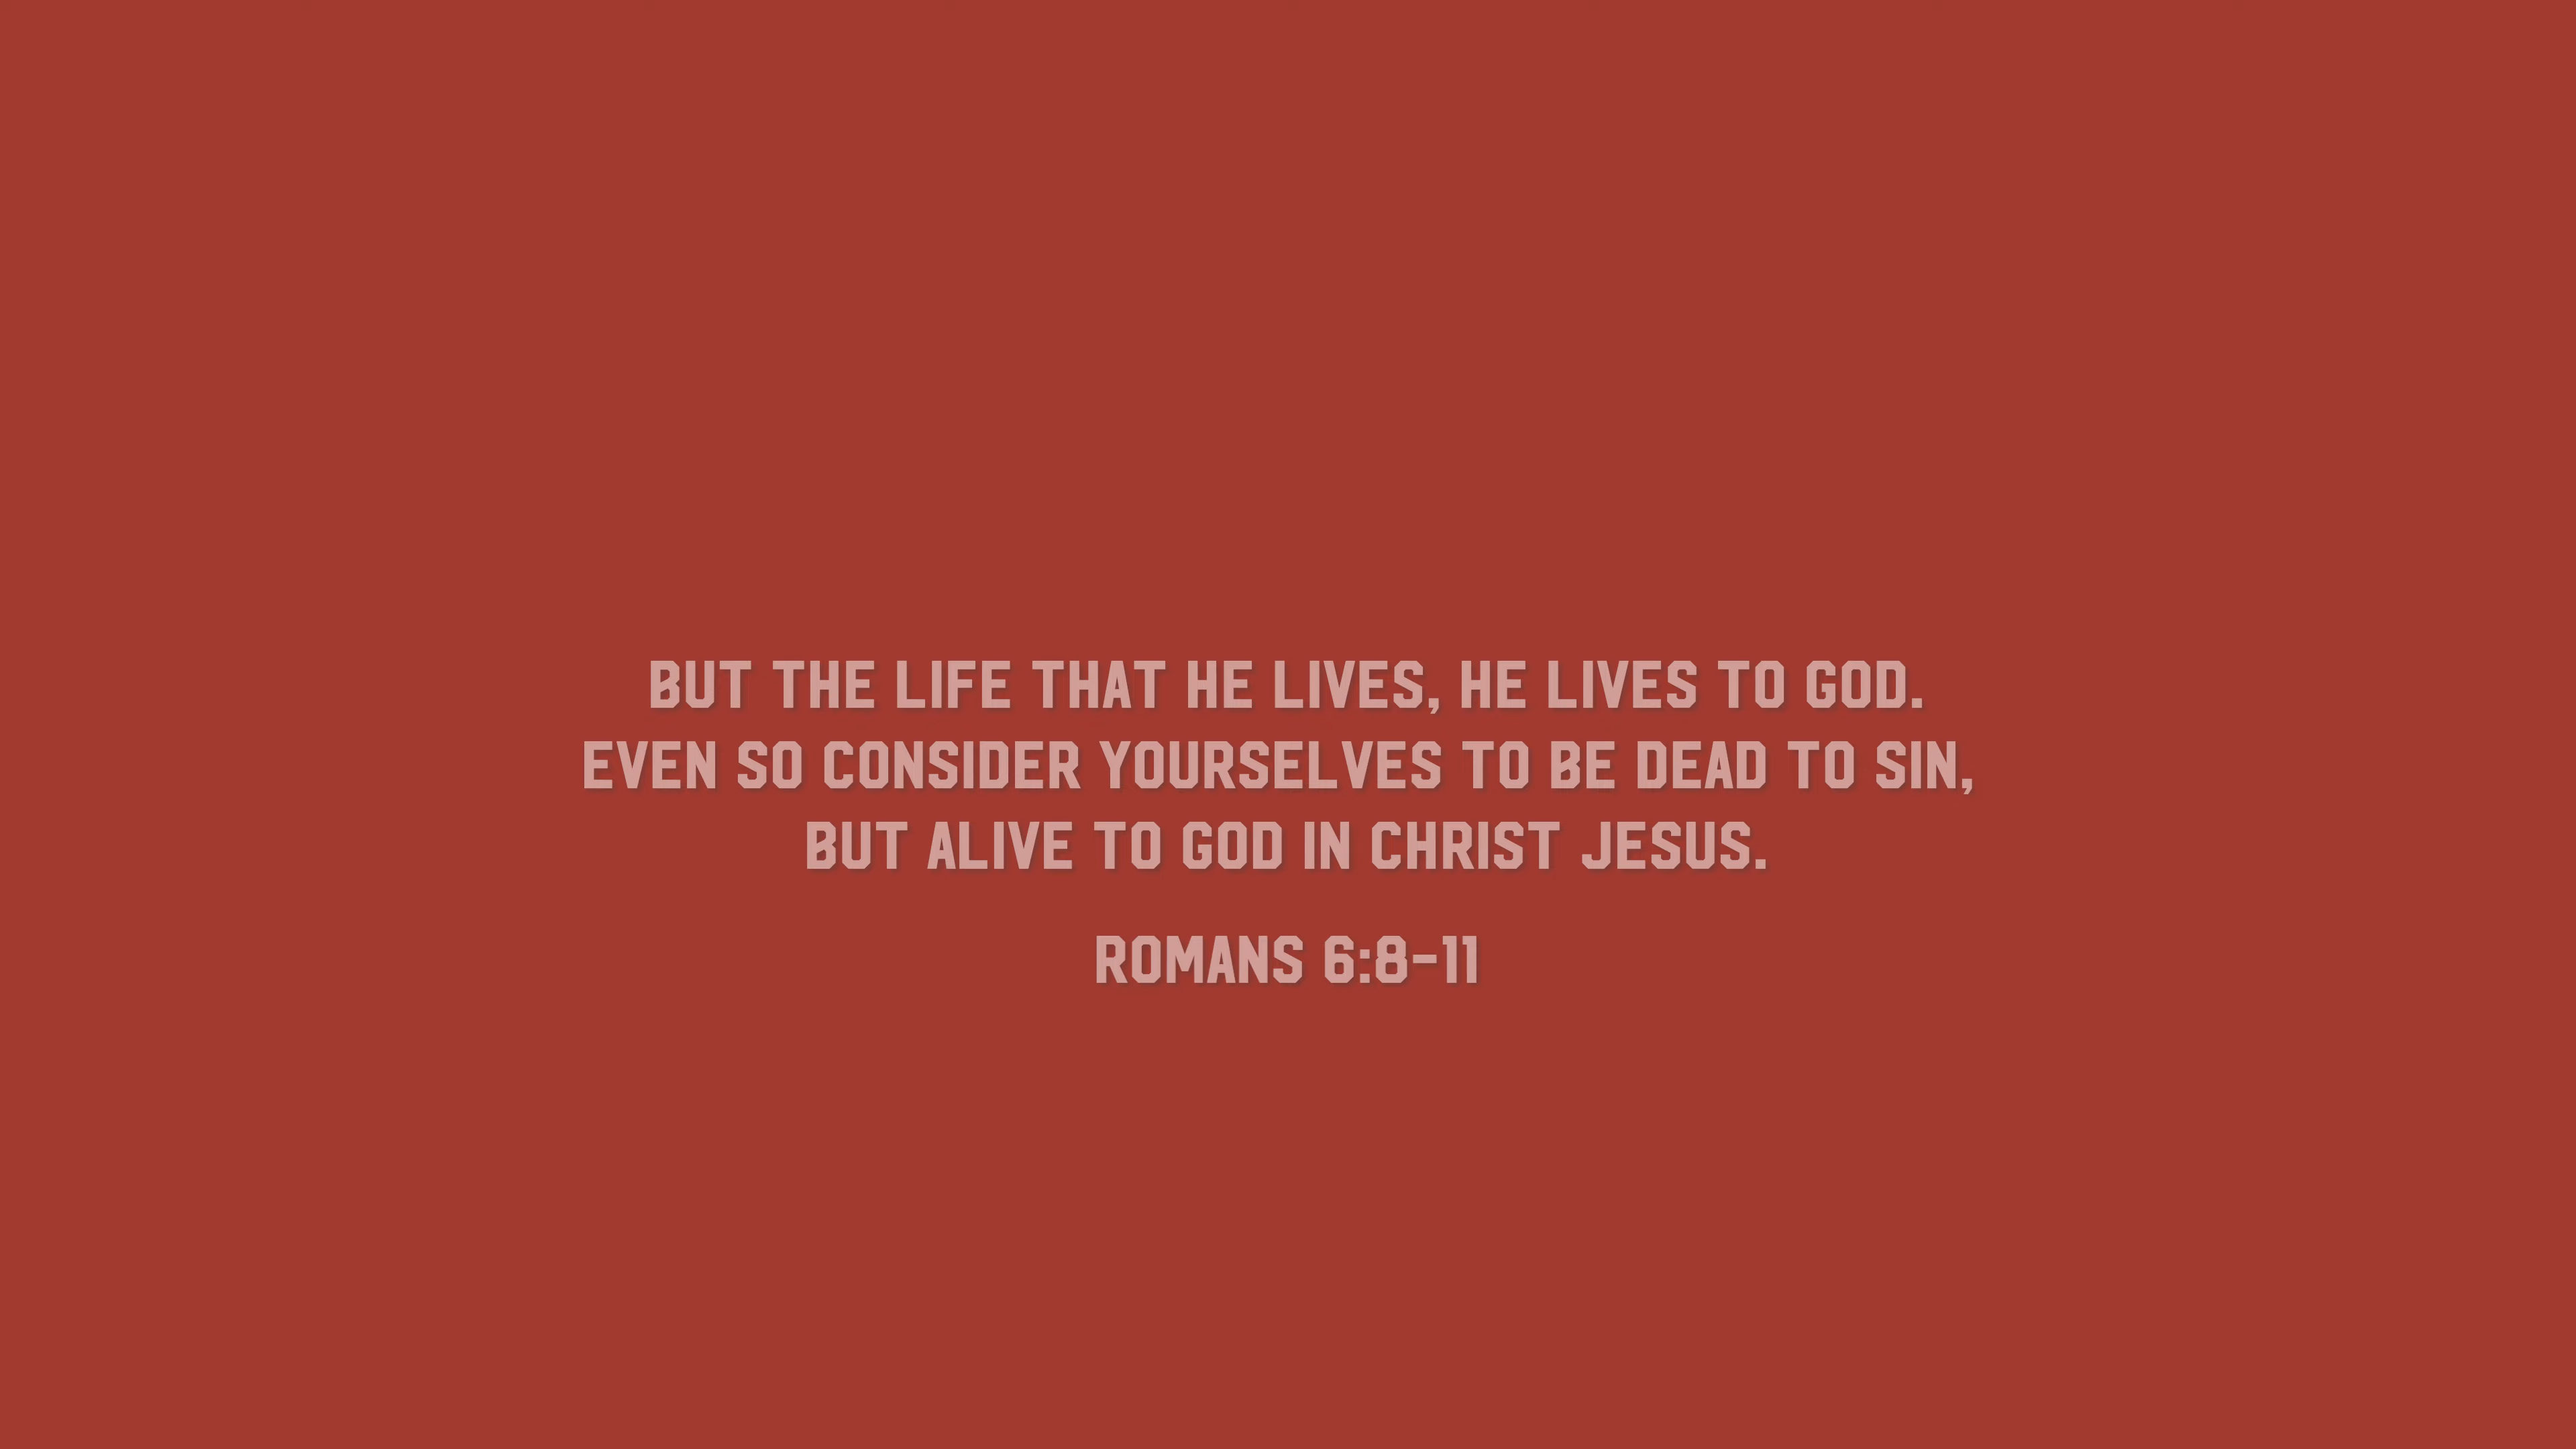 BUT THE LIFE THAT HE LIVES, HE LIVES TO GOD.
EVEN SO CONSIDER YOURSELVES TO BE DEAD TO SIN,
BUT ALIVE TO GOD IN CHRIST JESUS.
ROMANS 6:8-11